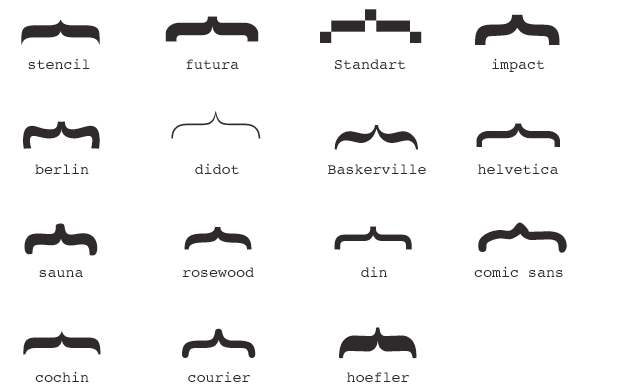 stencil futura Standart impact
berlin didot Baskerville helvetica
sauna rosewood din comic sans
cochin courier hoefler